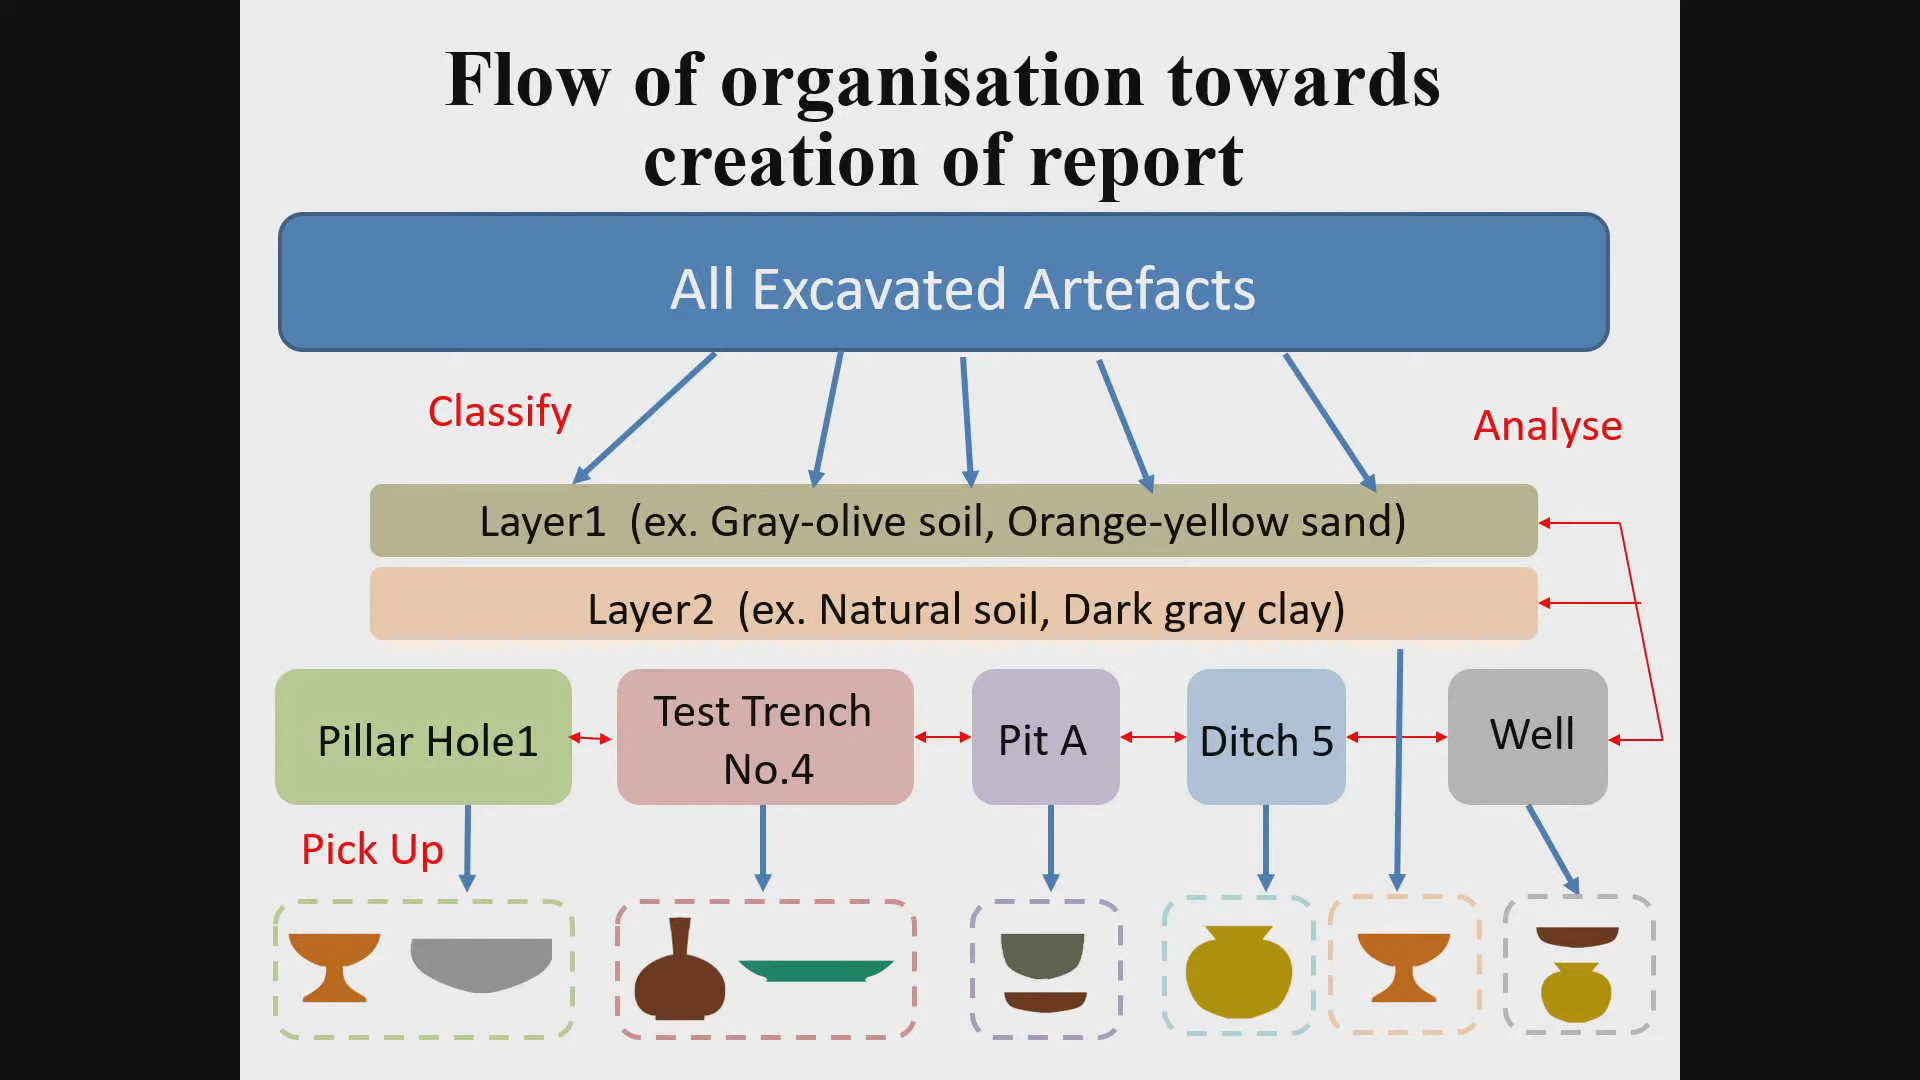 Flow of organisation towards
creation of report
All Excavated Artefacts
Classify
Analyse
Layer1  (ex. Gray-olive soil, Orange-yellow sand)
Layer2  (ex. Natural soil, Dark gray clay)
Pillar Hole1
Test Trench
No.4
Pit A
Ditch 5
Well
Pick Up